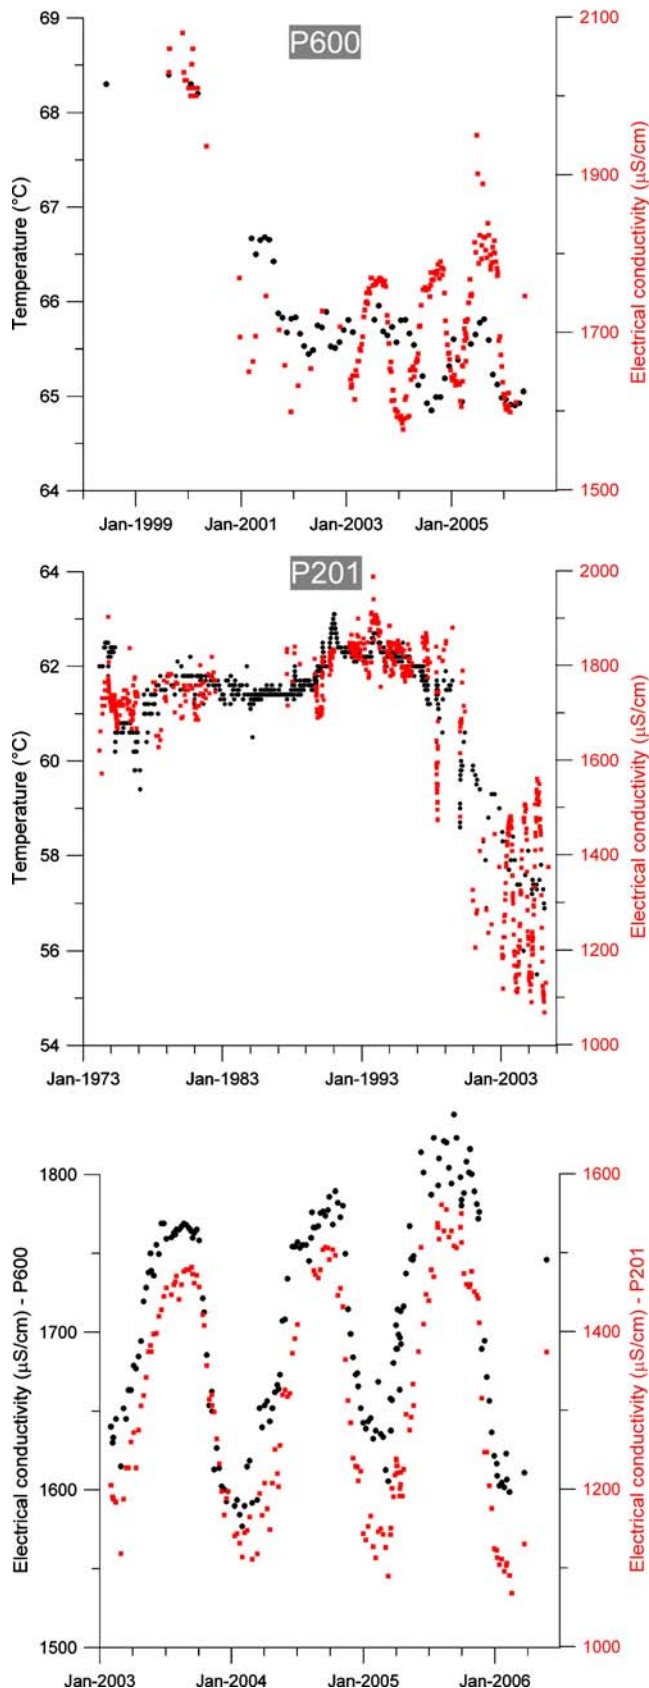 P600
69
68
67
66
65
64
Temperature (°C)
2100
1900
1700
1500
Electrical conductivity (µS/cm)
Jan-1999
Jan-2001
Jan-2003
Jan-2005
P201
64
62
60
58
56
54
Temperature (°C)
2000
1800
1600
1400
1200
1000
Electrical conductivity (µS/cm)
Jan-1973
Jan-1983
Jan-1993
Jan-2003
1800
1700
1600
1500
Electrical conductivity (µS/cm) - P600
1600
1400
1200
1000
Electrical conductivity (µS/cm) - P201
Jan-2003
Jan-2004
Jan-2005
Jan-2006